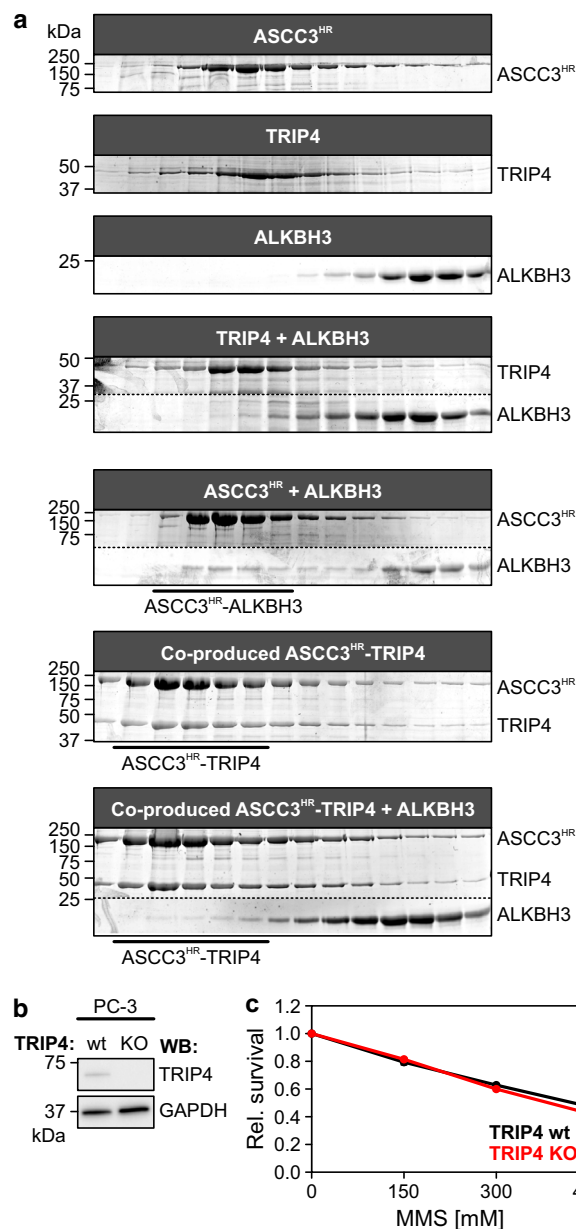 a
kDa
ASCC3HR
250
150
75
ASCC3HR
TRIP4
50
37
TRIP4
ALKBH3
25
ALKBH3
TRIP4 + ALKBH3
50
37
25
TRIP4
ALKBH3
ASCC3HR + ALKBH3
250
150
75
ASCC3HR
ALKBH3
ASCC3HR-ALKBH3
Co-produced ASCC3HR-TRIP4
250
150
75
50
37
ASCC3HR
TRIP4
ASCC3HR-TRIP4
Co-produced ASCC3HR-TRIP4 + ALKBH3
250
150
75
50
25
ASCC3HR
TRIP4
ALKBH3
ASCC3HR-TRIP4
b
PC-3
TRIP4: wt KO WB:
75
TRIP4
37
GAPDH
kDa
c
Rel. survival
1.2
1.0
0.8
0.6
0.4
0.2
0.0
TRIP4 wt
TRIP4 KO
0 150 300
MMS [mM]